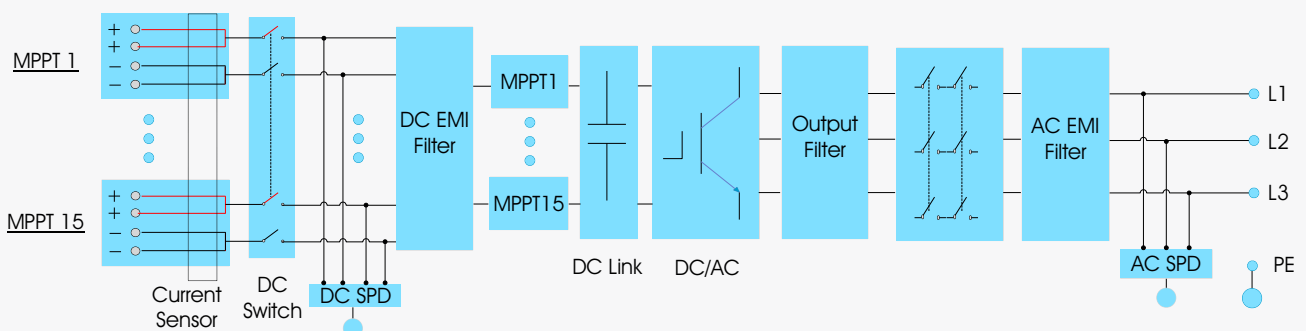 MPPT 1
+
+
−
−
MPPT 15
+
+
−
−
Current
Sensor
DC
Switch
DC SPD
DC EMI
Filter
MPPT1
MPPT15
DC Link
DC/AC
Output
Filter
AC EMI
Filter
L1
L2
L3
AC SPD
PE